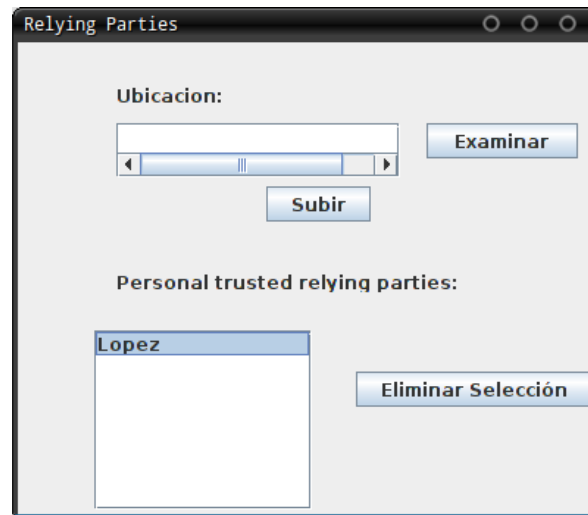 Relying Parties
Ubicacion:
Examinar
Subir
Personal trusted relying parties:
Lopez
Eliminar Selección